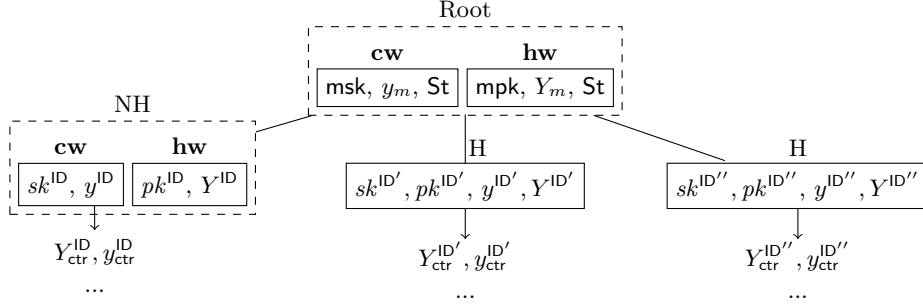 Root
cw hw
msk, y_m, St mpk, Y_m, St
NH
cw hw
sk^ID, y^ID pk^ID, Y^ID
H
sk^ID′, pk^ID′, y^ID′, Y^ID′
H
sk^ID″, pk^ID″, y^ID″, Y^ID″
Y_ctr^ID, y_ctr^ID
Y_ctr^ID′, y_ctr^ID′
Y_ctr^ID″, y_ctr^ID″
...
...
...